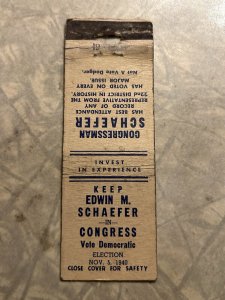 CONGRESSMAN
SCHAEFER
HAS BEST ATTENDANCE
RECORD OF ANY
REPRESENTATIVE FROM THE
22nd DISTRICT IN HISTORY.
HAS VOTED ON EVERY
MAJOR ISSUE.
Not A Vote Dodger.
INVEST
IN EXPERIENCE
KEEP
EDWIN M.
SCHAEFER
—IN—
CONGRESS
Vote Democratic
ELECTION
NOV. 5, 1940
CLOSE COVER FOR SAFETY